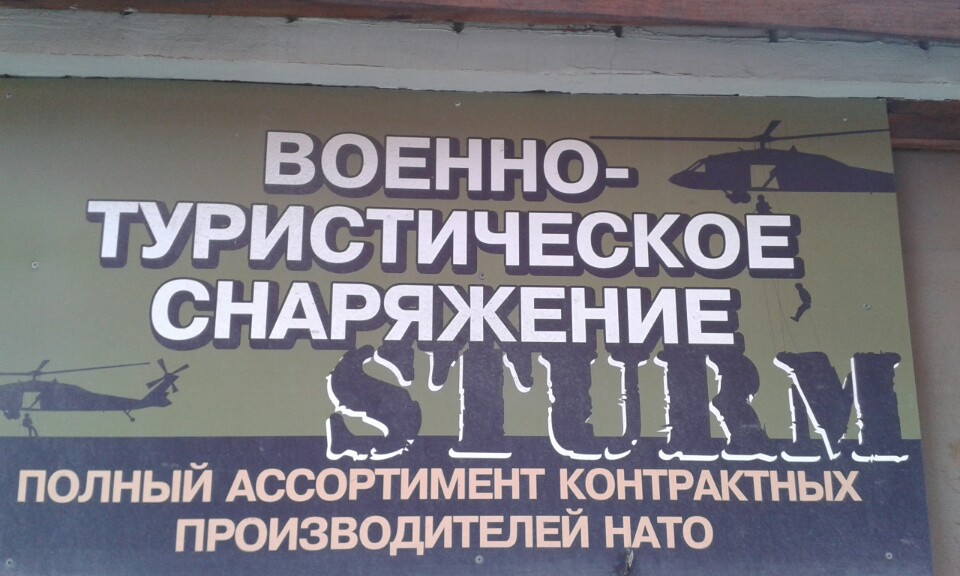 ВОЕННО-
ТУРИСТИЧЕСКОЕ
СНАРЯЖЕНИЕ
STURM
ПОЛНЫЙ АССОРТИМЕНТ КОНТРАКТНЫХ
ПРОИЗВОДИТЕЛЕЙ НАТО